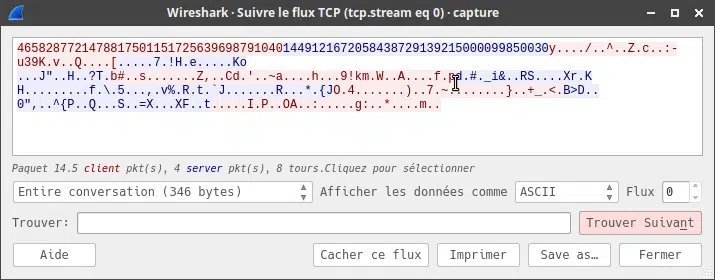 Wireshark · Suivre le flux TCP (tcp.stream eq 0) · capture
46582877214788175011517256396987910401449121672058438729139215000099850030y..../..^..Z.c..:-
u39K.v..Q....[.....7.!H.e.....Ko
...J"..H..?T.b#..s.......Z,..Cd.'..~a....h...9!km.W..A....f.pd.#._i&..RS....Xr.K
H.........f.\.5...,.v%.R.t.`J.......R...*.{JO.4.......)..7.~........}..+_.<.B>D..
0",..^{P..Q...S..=X...XF..t.....I.P..OA..:.....g:..*....m..
Paquet 14.5 client pkt(s), 4 server pkt(s), 8 tours.Cliquez pour sélectionner
Entire conversation (346 bytes) Afficher les données comme ASCII Flux 0
Trouver: Trouver Suivant
Aide Cacher ce flux Imprimer Save as… Fermer